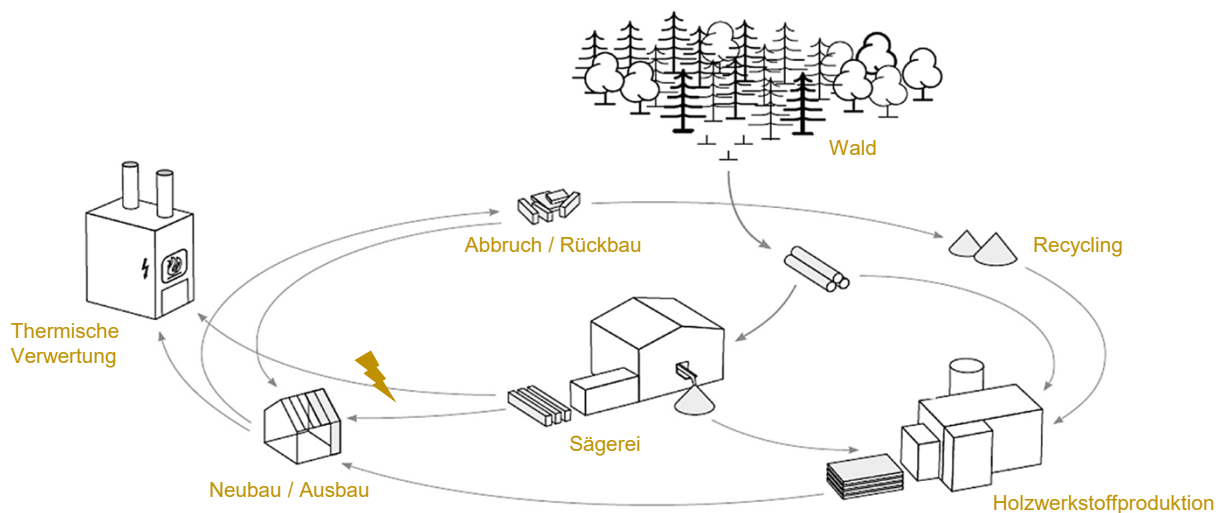 Wald
Abbruch / Rückbau
Recycling
Thermische
Verwertung
Sägerei
Neubau / Ausbau
Holzwerkstoffproduktion